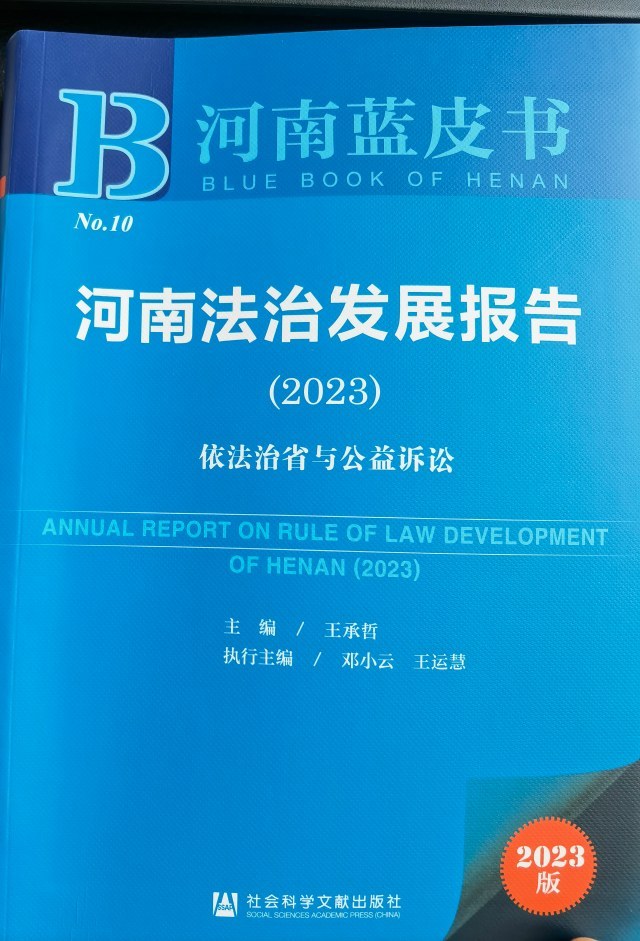 B
河南蓝皮书
BLUE BOOK OF HENAN
No.10
河南法治发展报告
(2023)
依法治省与公益诉讼
ANNUAL REPORT ON RULE OF LAW DEVELOPMENT
OF HENAN (2023)
主 编 / 王承哲
执行主编 / 邓小云 王运慧
2023
版
SSAP
社会科学文献出版社
SOCIAL SCIENCES ACADEMIC PRESS (CHINA)